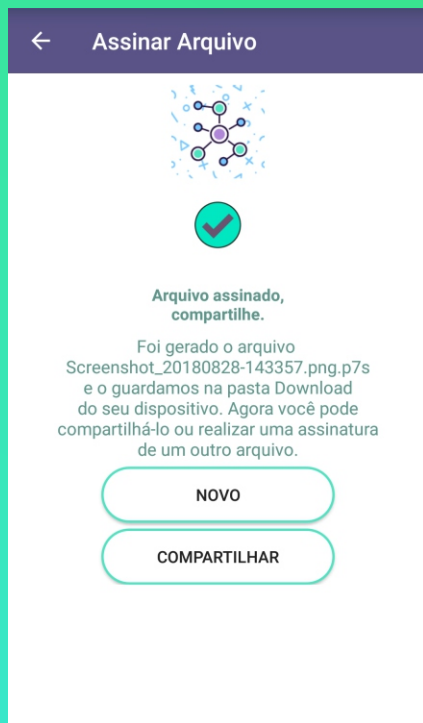 Assinar Arquivo
Arquivo assinado,
compartilhe.
Foi gerado o arquivo
Screenshot_20180828-143357.png.p7s
e o guardamos na pasta Download
do seu dispositivo. Agora você pode
compartilhá-lo ou realizar uma assinatura
de um outro arquivo.
NOVO
COMPARTILHAR